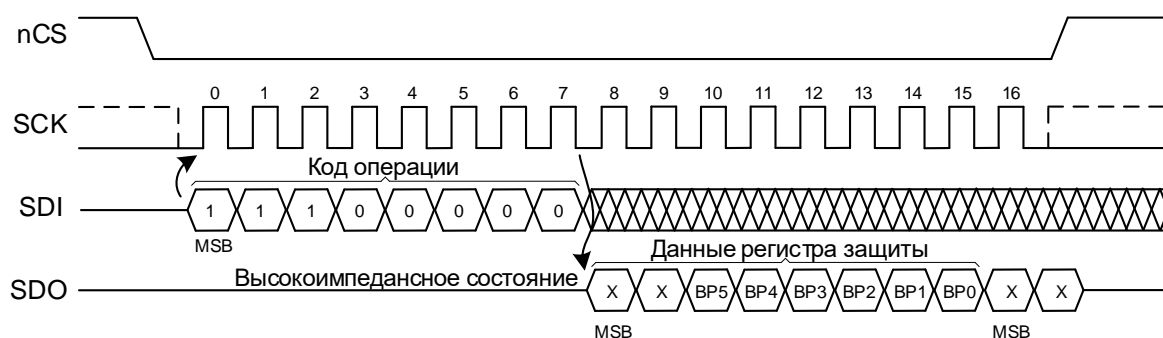 nCS
0 1 2 3 4 5 6 7 8 9 10 11 12 13 14 15 16
SCK
Код операции
SDI 1 1 1 0 0 0 0 0
MSB
Данные регистра защиты
Высокоимпедансное состояние
SDO X X BP5 BP4 BP3 BP2 BP1 BP0 X X
MSB MSB